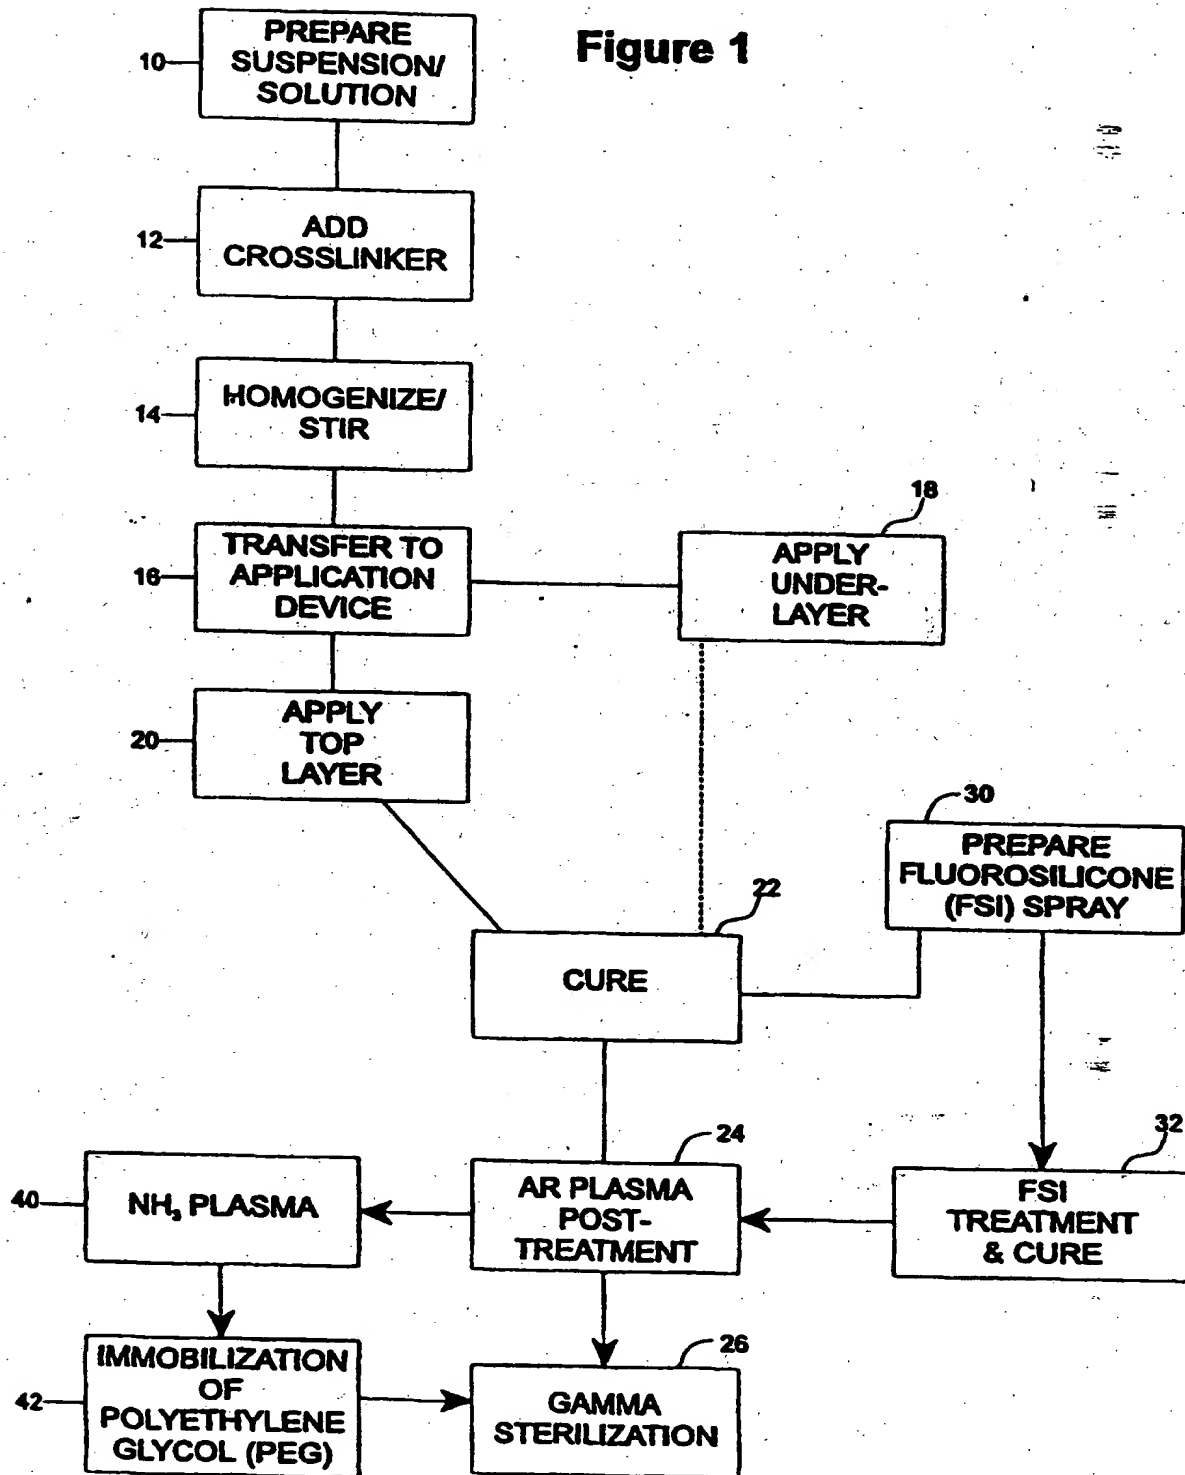 Figure 1
10
PREPARE
SUSPENSION/
SOLUTION
12
ADD
CROSSLINKER
14
HOMOGENIZE/
STIR
16
TRANSFER TO
APPLICATION
DEVICE
18
APPLY
UNDER-
LAYER
20
APPLY
TOP
LAYER
22
CURE
30
PREPARE
FLUOROSILICONE
(FSI) SPRAY
24
AR PLASMA
POST-
TREATMENT
32
FSI
TREATMENT
& CURE
40
NH₃ PLASMA
42
IMMOBILIZATION
OF
POLYETHYLENE
GLYCOL (PEG)
26
GAMMA
STERILIZATION